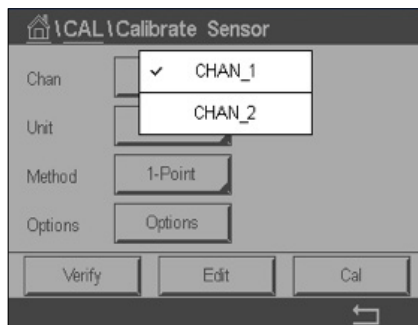 \CAL\Calibrate Sensor
Chan
CHAN_1
CHAN_2
Unit
Method 1-Point
Options Options
Verify Edit Cal